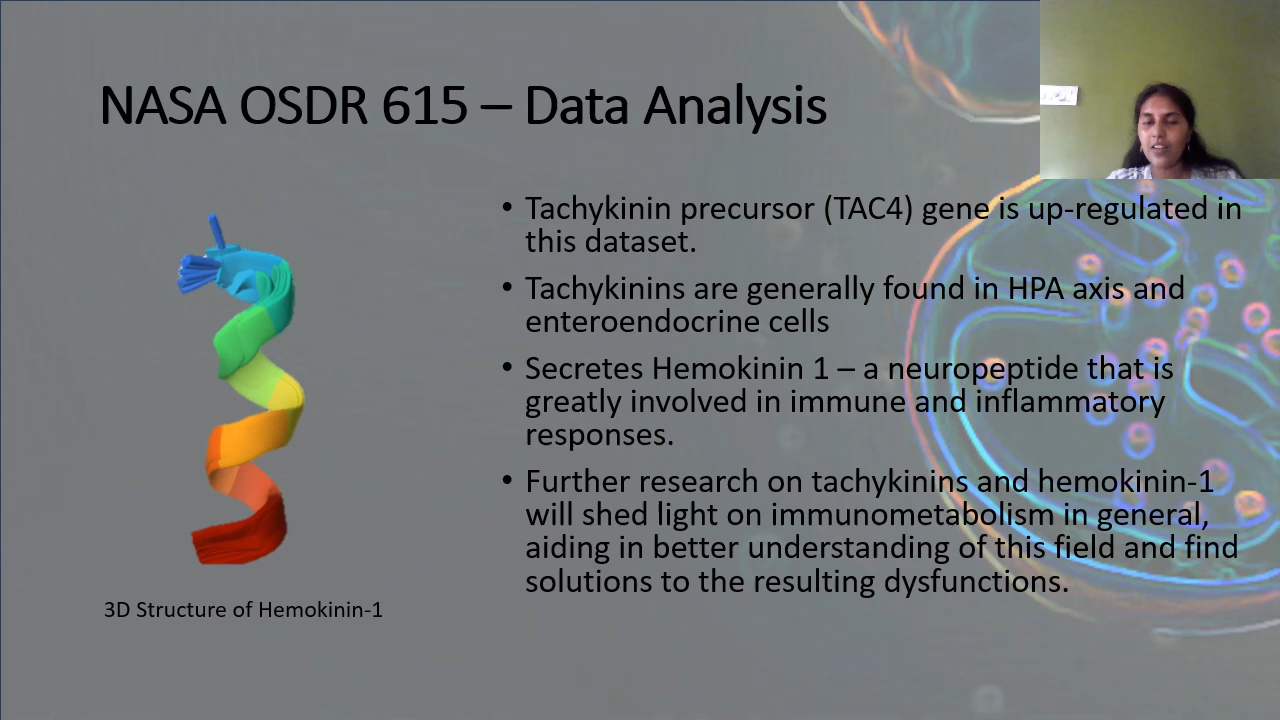 NASA OSDR 615 – Data Analysis
• Tachykinin precursor (TAC4) gene is up-regulated in
this dataset.
• Tachykinins are generally found in HPA axis and
enteroendocrine cells
• Secretes Hemokinin 1 – a neuropeptide that is
greatly involved in immune and inflammatory
responses.
• Further research on tachykinins and hemokinin-1
will shed light on immunometabolism in general,
aiding in better understanding of this field and find
solutions to the resulting dysfunctions.
3D Structure of Hemokinin-1